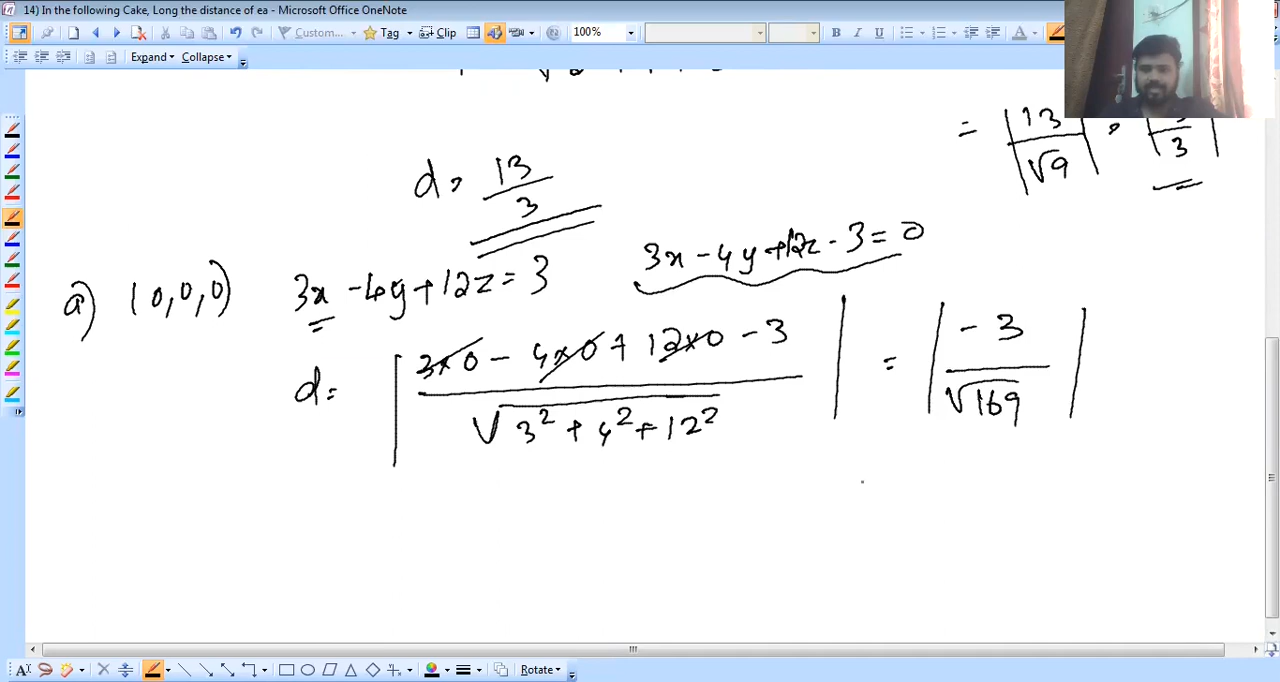 14) In the following Cake, Long the distance of ea - Microsoft Office OneNote
Custom... Tag Clip 100% B I U A
Expand Collapse
= |13/√9| , 3
d = 13/3
a) (0,0,0) 3x - 4y + 12z = 3 3x - 4y + 12z - 3 = 0
d = |3×0 - 4×0 + 12×0 - 3 / √3² + 4² + 12²| = |-3/√169|
A Rotate